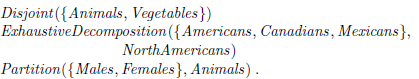 Disjoint({Animals, Vegetables})
ExhaustiveDecomposition({Americans, Canadians, Mexicans},
NorthAmericans)
Partition({Males, Females}, Animals) .